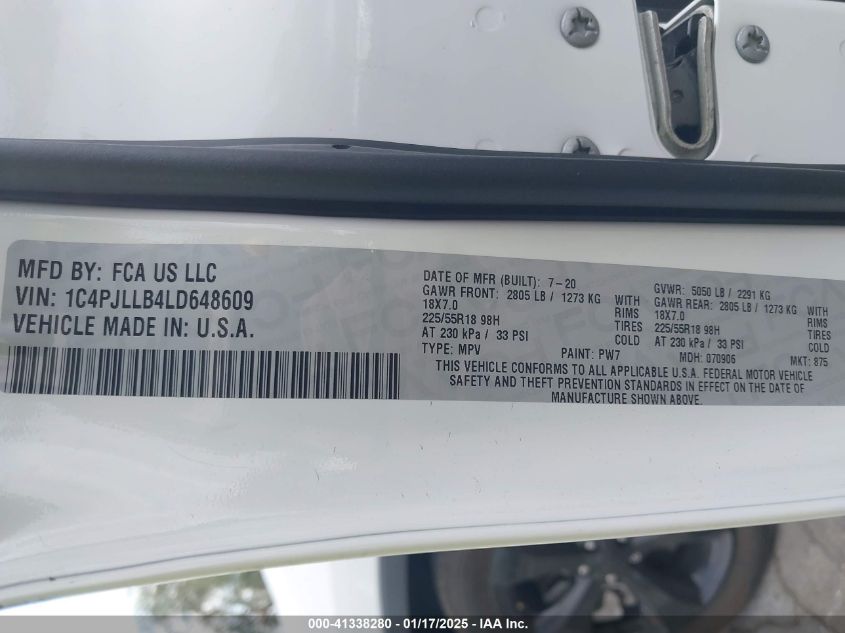 MFD BY: FCA US LLC
VIN: 1C4PJLLB4LD648609
VEHICLE MADE IN: U.S.A.
DATE OF MFR (BUILT): 7-20
GAWR FRONT: 2805 LB / 1273 KG WITH
18X7.0 RIMS
225/55R18 98H TIRES
AT 230 kPa / 33 PSI COLD
TYPE: MPV PAINT: PW7
GVWR: 5050 LB / 2291 KG
GAWR REAR: 2805 LB / 1273 KG WITH
18X7.0 RIMS
225/55R18 98H TIRES
AT 230 kPa / 33 PSI COLD
MDH: 070906 MKT: 875
THIS VEHICLE CONFORMS TO ALL APPLICABLE U.S.A. FEDERAL MOTOR VEHICLE
SAFETY AND THEFT PREVENTION STANDARDS IN EFFECT ON THE DATE OF
MANUFACTURE SHOWN ABOVE.
000-41338280 - 01/17/2025 - IAA Inc.